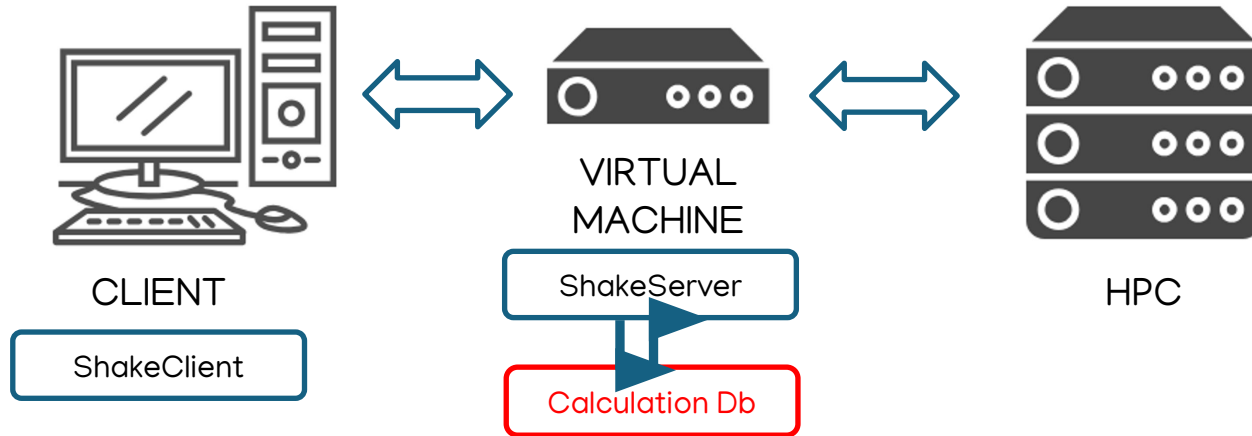 CLIENT
ShakeClient
VIRTUAL
MACHINE
ShakeServer
Calculation Db
HPC